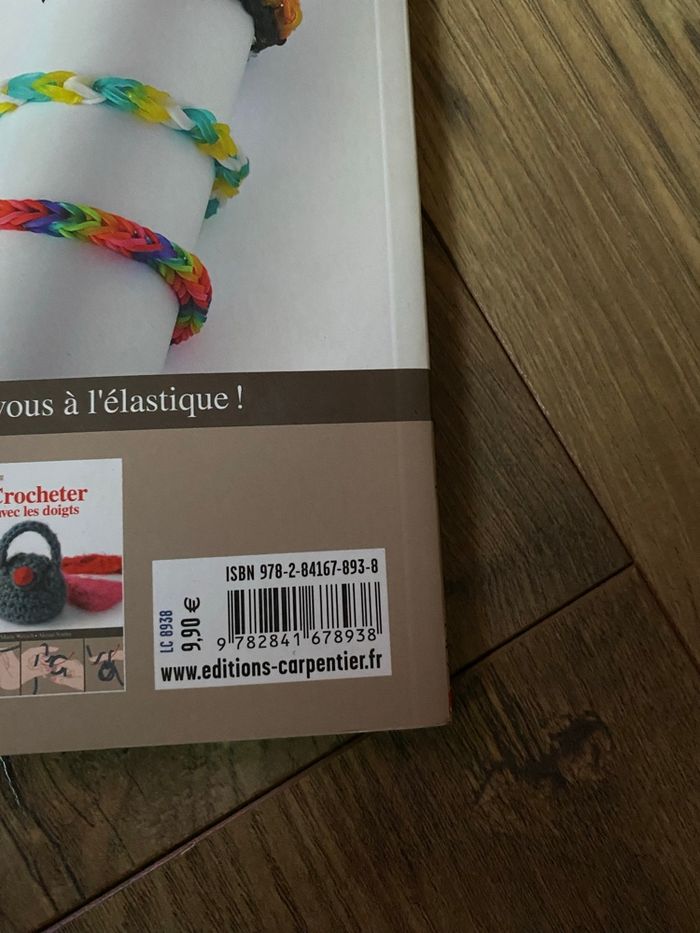 vous à l'élastique !
Crocheter
avec les doigts
ISBN 978-2-84167-893-8
LC 8938
9,90 €
9 782841 678938
www.editions-carpentier.fr